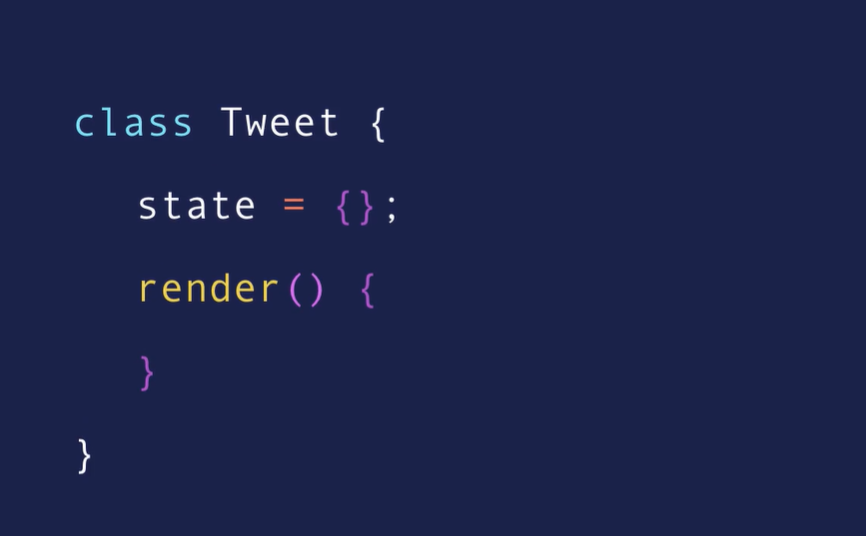 class Tweet {
state = {};
render() {
}
}